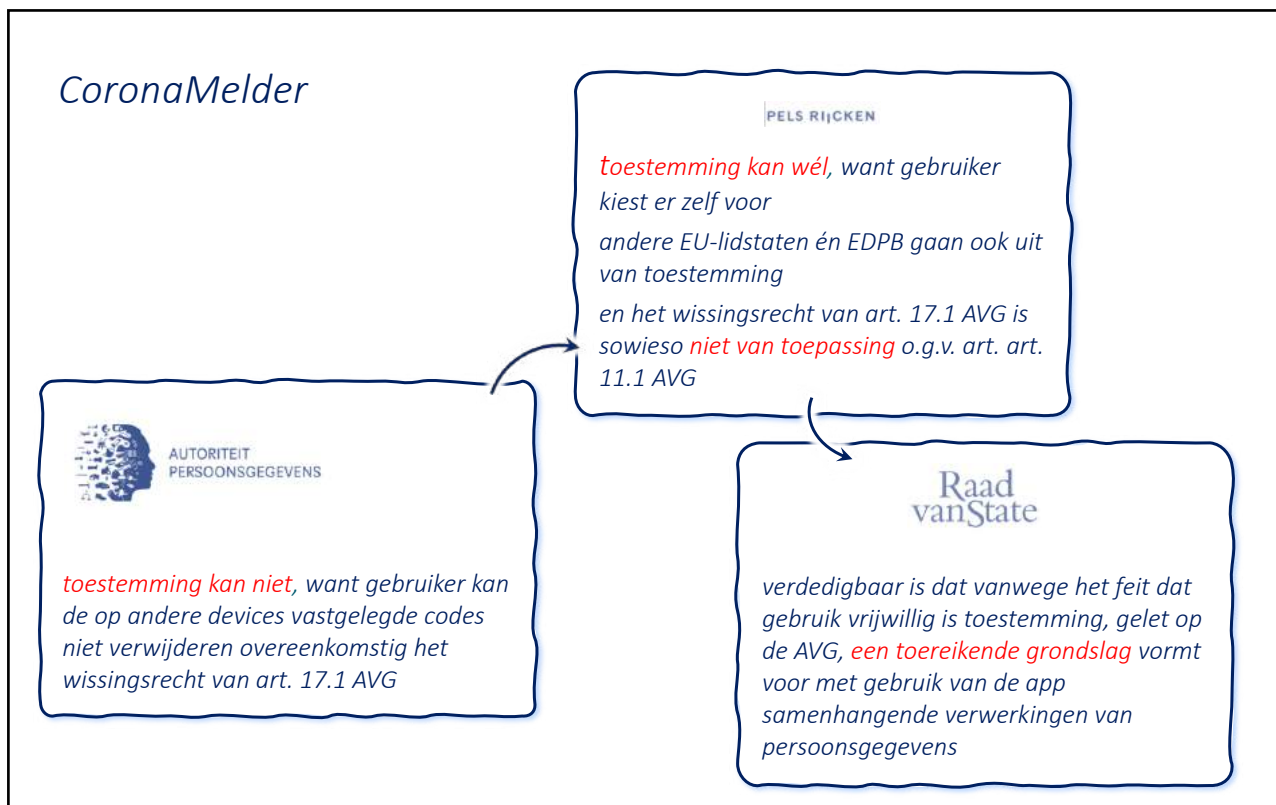 CoronaMelder
PELS RIJCKEN
toestemming kan wél, want gebruiker
kiest er zelf voor
andere EU-lidstaten én EDPB gaan ook uit
van toestemming
en het wissingsrecht van art. 17.1 AVG is
sowieso niet van toepassing o.g.v. art. art.
11.1 AVG
AUTORITEIT
PERSOONSGEGEVENS
toestemming kan niet, want gebruiker kan
de op andere devices vastgelegde codes
niet verwijderen overeenkomstig het
wissingsrecht van art. 17.1 AVG
Raad
vanState
verdedigbaar is dat vanwege het feit dat
gebruik vrijwillig is toestemming, gelet op
de AVG, een toereikende grondslag vormt
voor met gebruik van de app
samenhangende verwerkingen van
persoonsgegevens